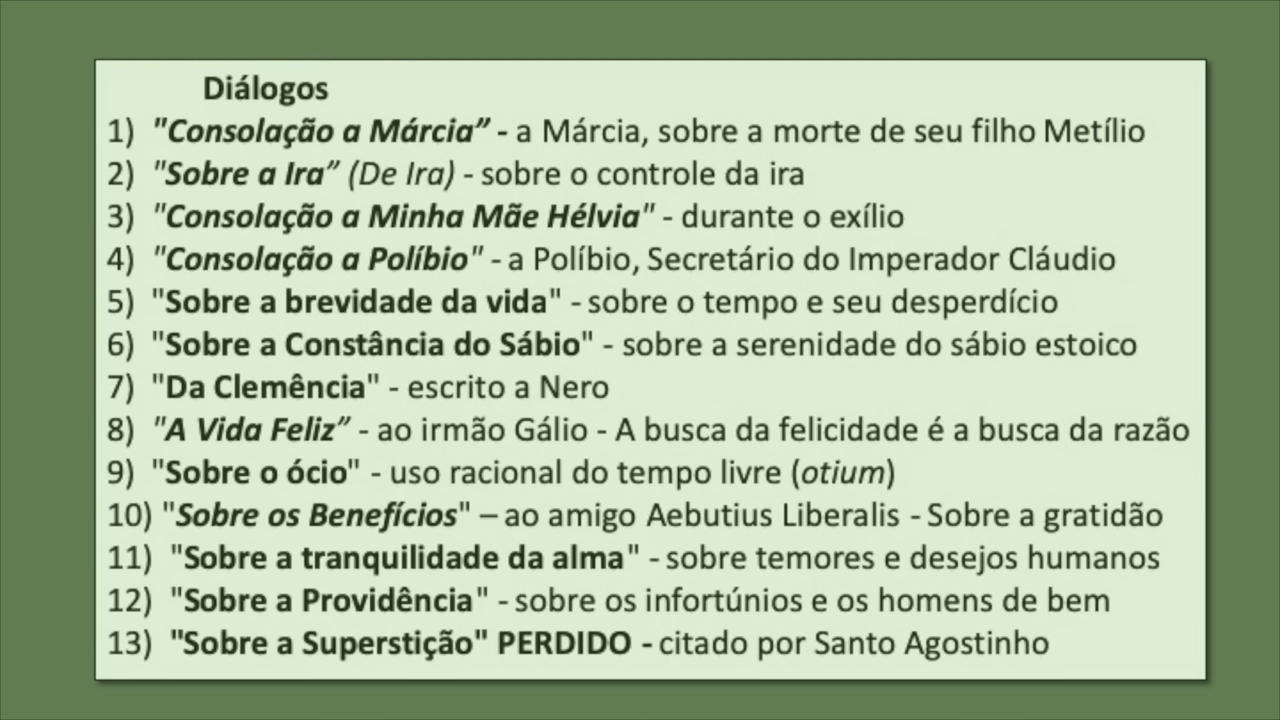 Diálogos
1) "Consolação a Márcia” - a Márcia, sobre a morte de seu filho Metílio
2) "Sobre a Ira” (De Ira) - sobre o controle da ira
3) "Consolação a Minha Mãe Hélvia" - durante o exílio
4) "Consolação a Políbio" - a Políbio, Secretário do Imperador Cláudio
5) "Sobre a brevidade da vida" - sobre o tempo e seu desperdício
6) "Sobre a Constância do Sábio" - sobre a serenidade do sábio estoico
7) "Da Clemência" - escrito a Nero
8) "A Vida Feliz” - ao irmão Gálio - A busca da felicidade é a busca da razão
9) "Sobre o ócio" - uso racional do tempo livre (otium)
10) "Sobre os Benefícios" – ao amigo Aebutius Liberalis - Sobre a gratidão
11) "Sobre a tranquilidade da alma" - sobre temores e desejos humanos
12) "Sobre a Providência" - sobre os infortúnios e os homens de bem
13) "Sobre a Superstição" PERDIDO - citado por Santo Agostinho